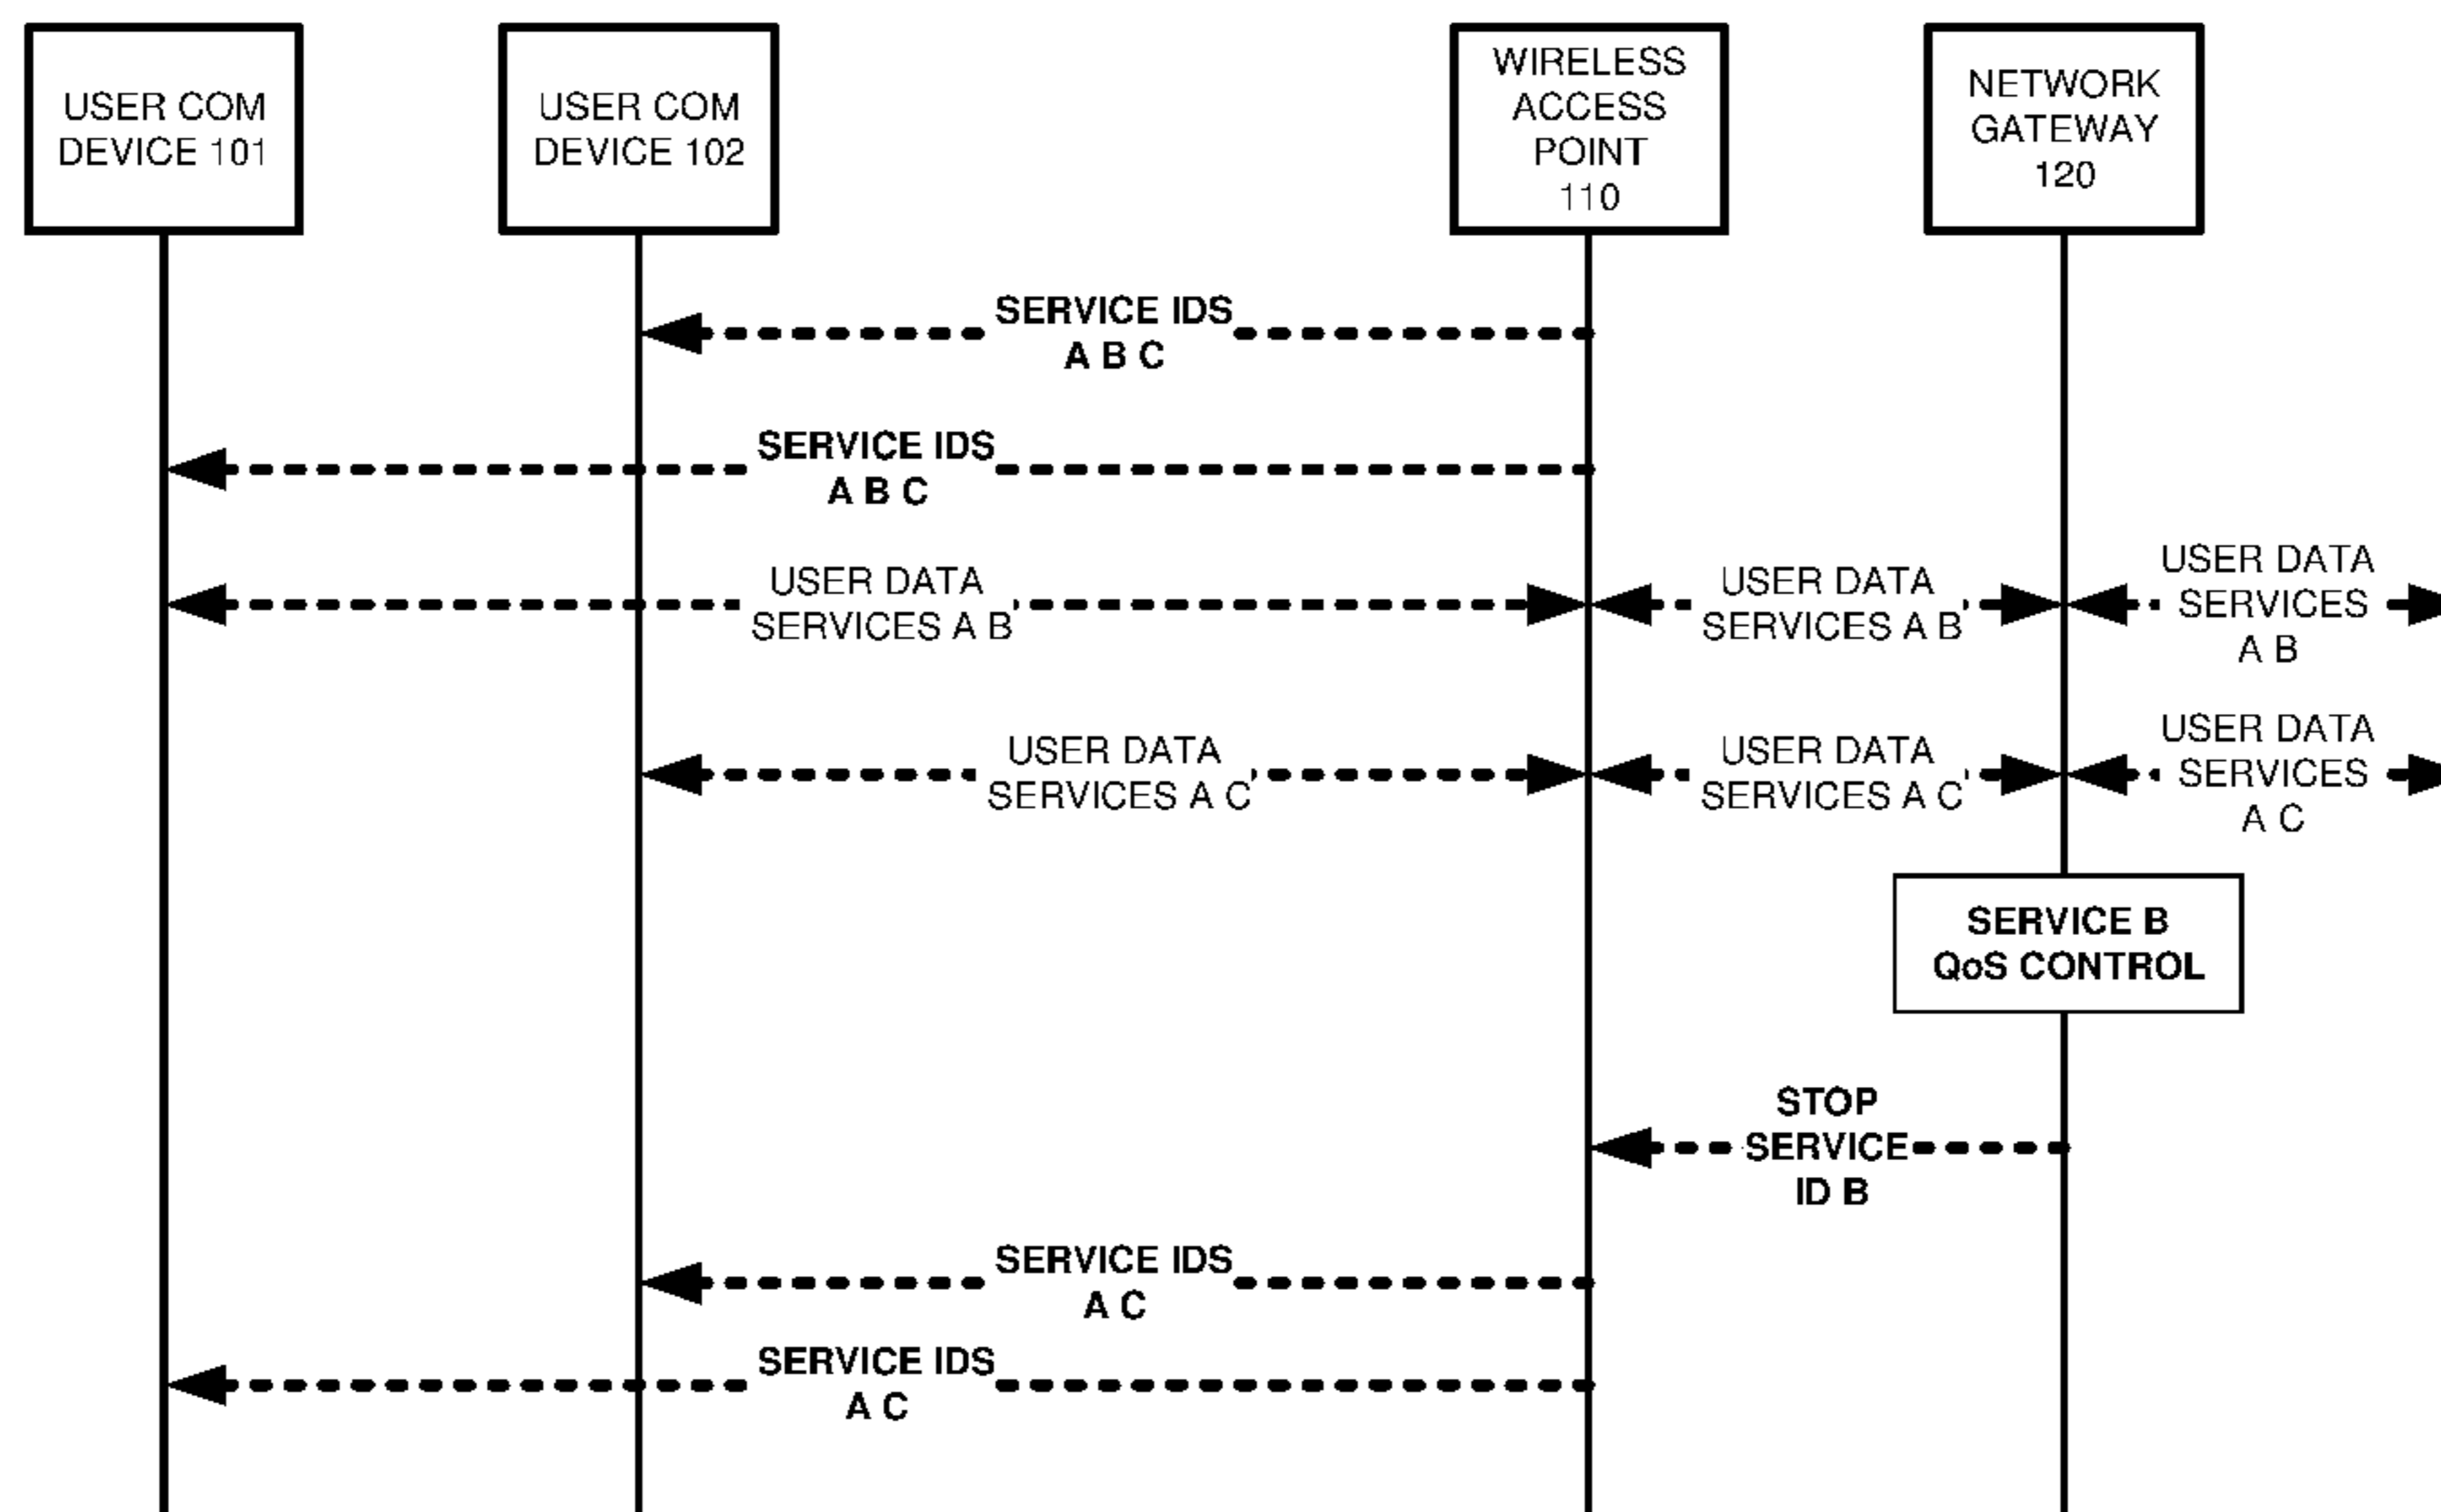 USER COM
DEVICE 101
USER COM
DEVICE 102
WIRELESS
ACCESS
POINT
110
NETWORK
GATEWAY
120
SERVICE IDS
A B C
SERVICE IDS
A B C
USER DATA
SERVICES A B
USER DATA
SERVICES A B
USER DATA
SERVICES
A B
USER DATA
SERVICES A C
USER DATA
SERVICES A C
USER DATA
SERVICES
A C
SERVICE B
QoS CONTROL
STOP
SERVICE
ID B
SERVICE IDS
A C
SERVICE IDS
A C